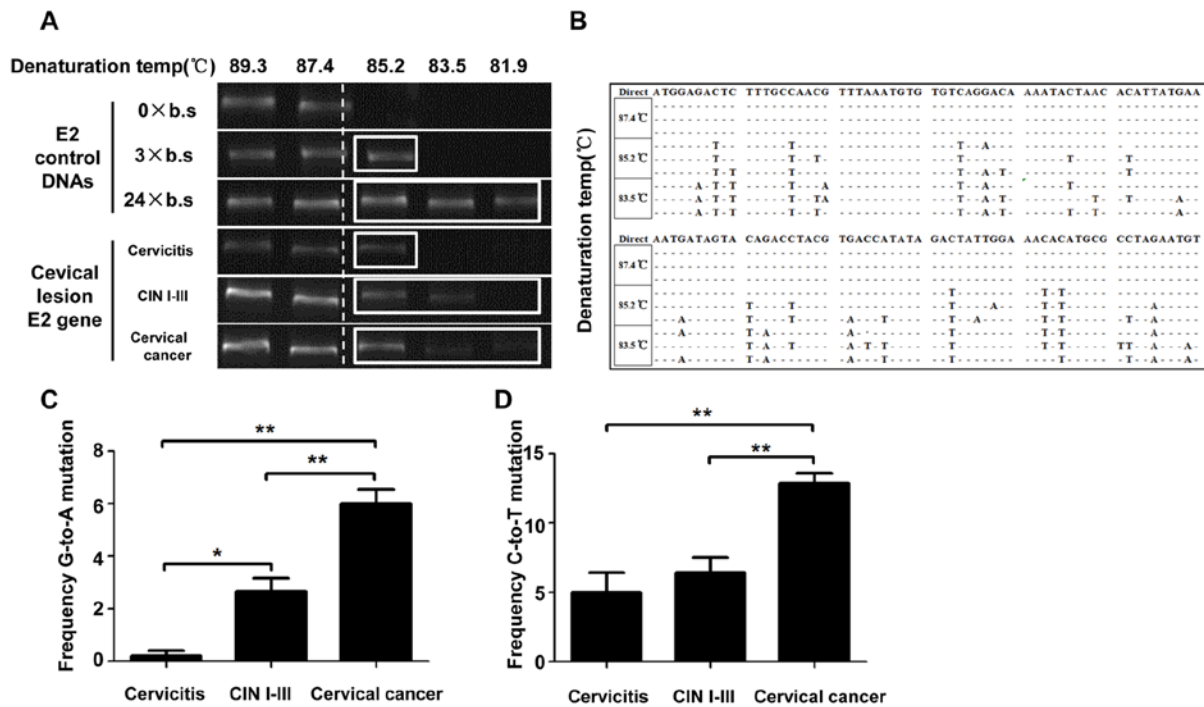 A
Denaturation temp(℃) 89.3 87.4 85.2 83.5 81.9
E2 control DNAs
0×b.s
3×b.s
24×b.s
Cevical lesion E2 gene
Cervicitis
CIN I-III
Cervical cancer
B
Denaturation temp(℃)
Direct ATGGAGACTC TTTGCCAACG TTTAAATGTG TGTCAGGACA AAATACTAAC ACATTATGAA
87.4℃
85.2℃
83.5℃
Direct AATGATAGTA CAGACCTACG TGACCATATA GACTATTGGA AACACATGCG CCTAGAATGT
87.4℃
85.2℃
83.5℃
C
Frequency G-to-A mutation
8
6
4
2
0
**
**
*
Cervicitis CIN I-III Cervical cancer
D
Frequency C-to-T mutation
15
10
5
0
**
**
Cervicitis CIN I-III Cervical cancer